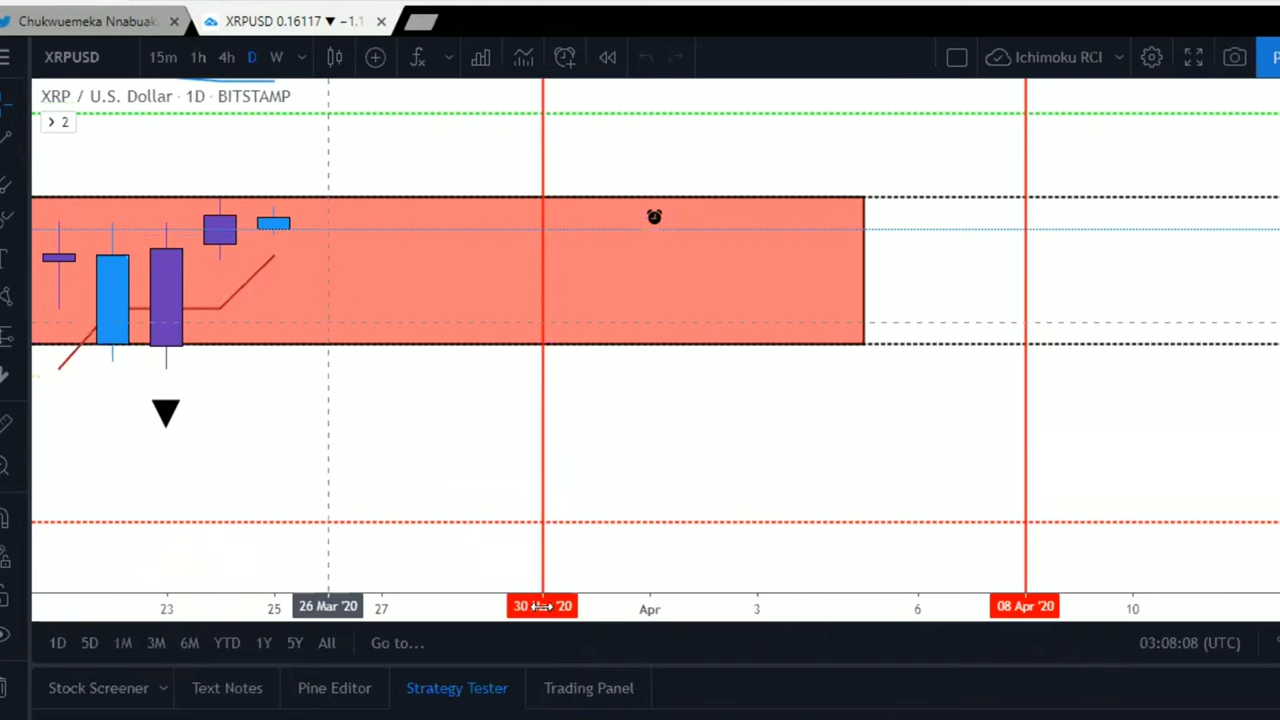 Chukwuemeka Nnabuak
XRPUSD 0.16117 ▼ −1.1
XRPUSD 15m 1h 4h D W Ichimoku RCI
XRP / U.S. Dollar · 1D · BITSTAMP
2
23 25 26 Mar '20 27 30 '20 Apr 3 6 08 Apr '20 10
1D 5D 1M 3M 6M YTD 1Y 5Y All Go to... 03:08:08 (UTC)
Stock Screener Text Notes Pine Editor Strategy Tester Trading Panel